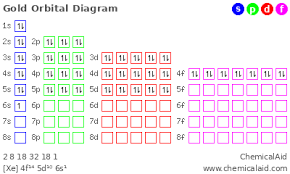 Gold Orbital Diagram
s p d f
1s
2s 2p
3s 3p 3d
4s 4p 4d 4f
5s 5p 5d 5f
6s 6p 6d 6f
7s 7p 7d 7f
8s 8p 8d 8f
2 8 18 32 18 1
ChemicalAid
[Xe] 4f¹⁴ 5d¹⁰ 6s¹
www.chemicalaid.com